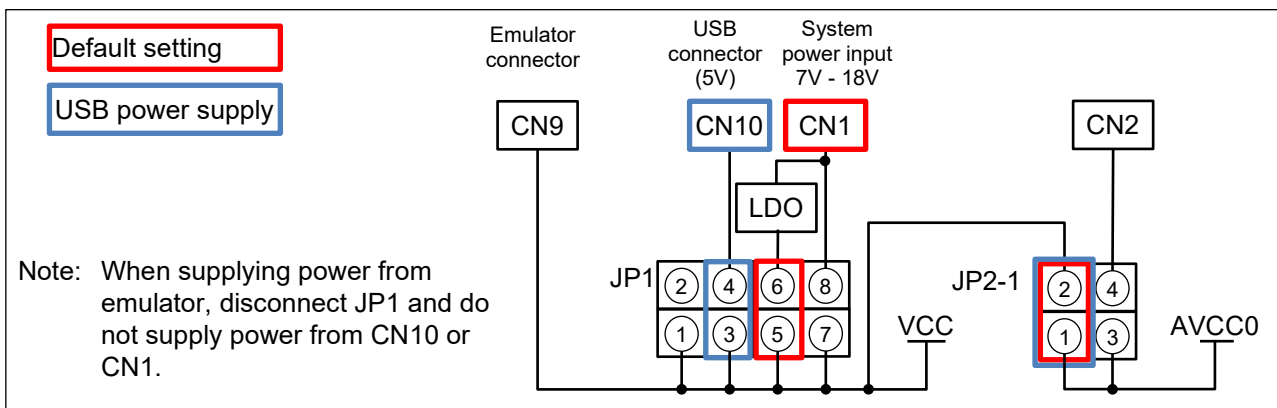 Default setting
USB power supply
Emulator
connector
USB
connector
(5V)
System
power input
7V - 18V
CN9
CN10
CN1
CN2
LDO
Note: When supplying power from
emulator, disconnect JP1 and do
not supply power from CN10 or
CN1.
JP1
2 4 6 8
1 3 5 7
VCC
JP2-1
2 4
1 3
AVCC0